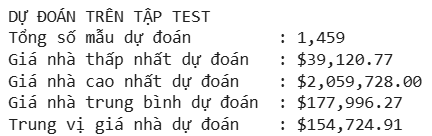 DỰ ĐOÁN TRÊN TẬP TEST
Tổng số mẫu dự đoán : 1,459
Giá nhà thấp nhất dự đoán : $39,120.77
Giá nhà cao nhất dự đoán : $2,059,728.00
Giá nhà trung bình dự đoán : $177,996.27
Trung vị giá nhà dự đoán : $154,724.91